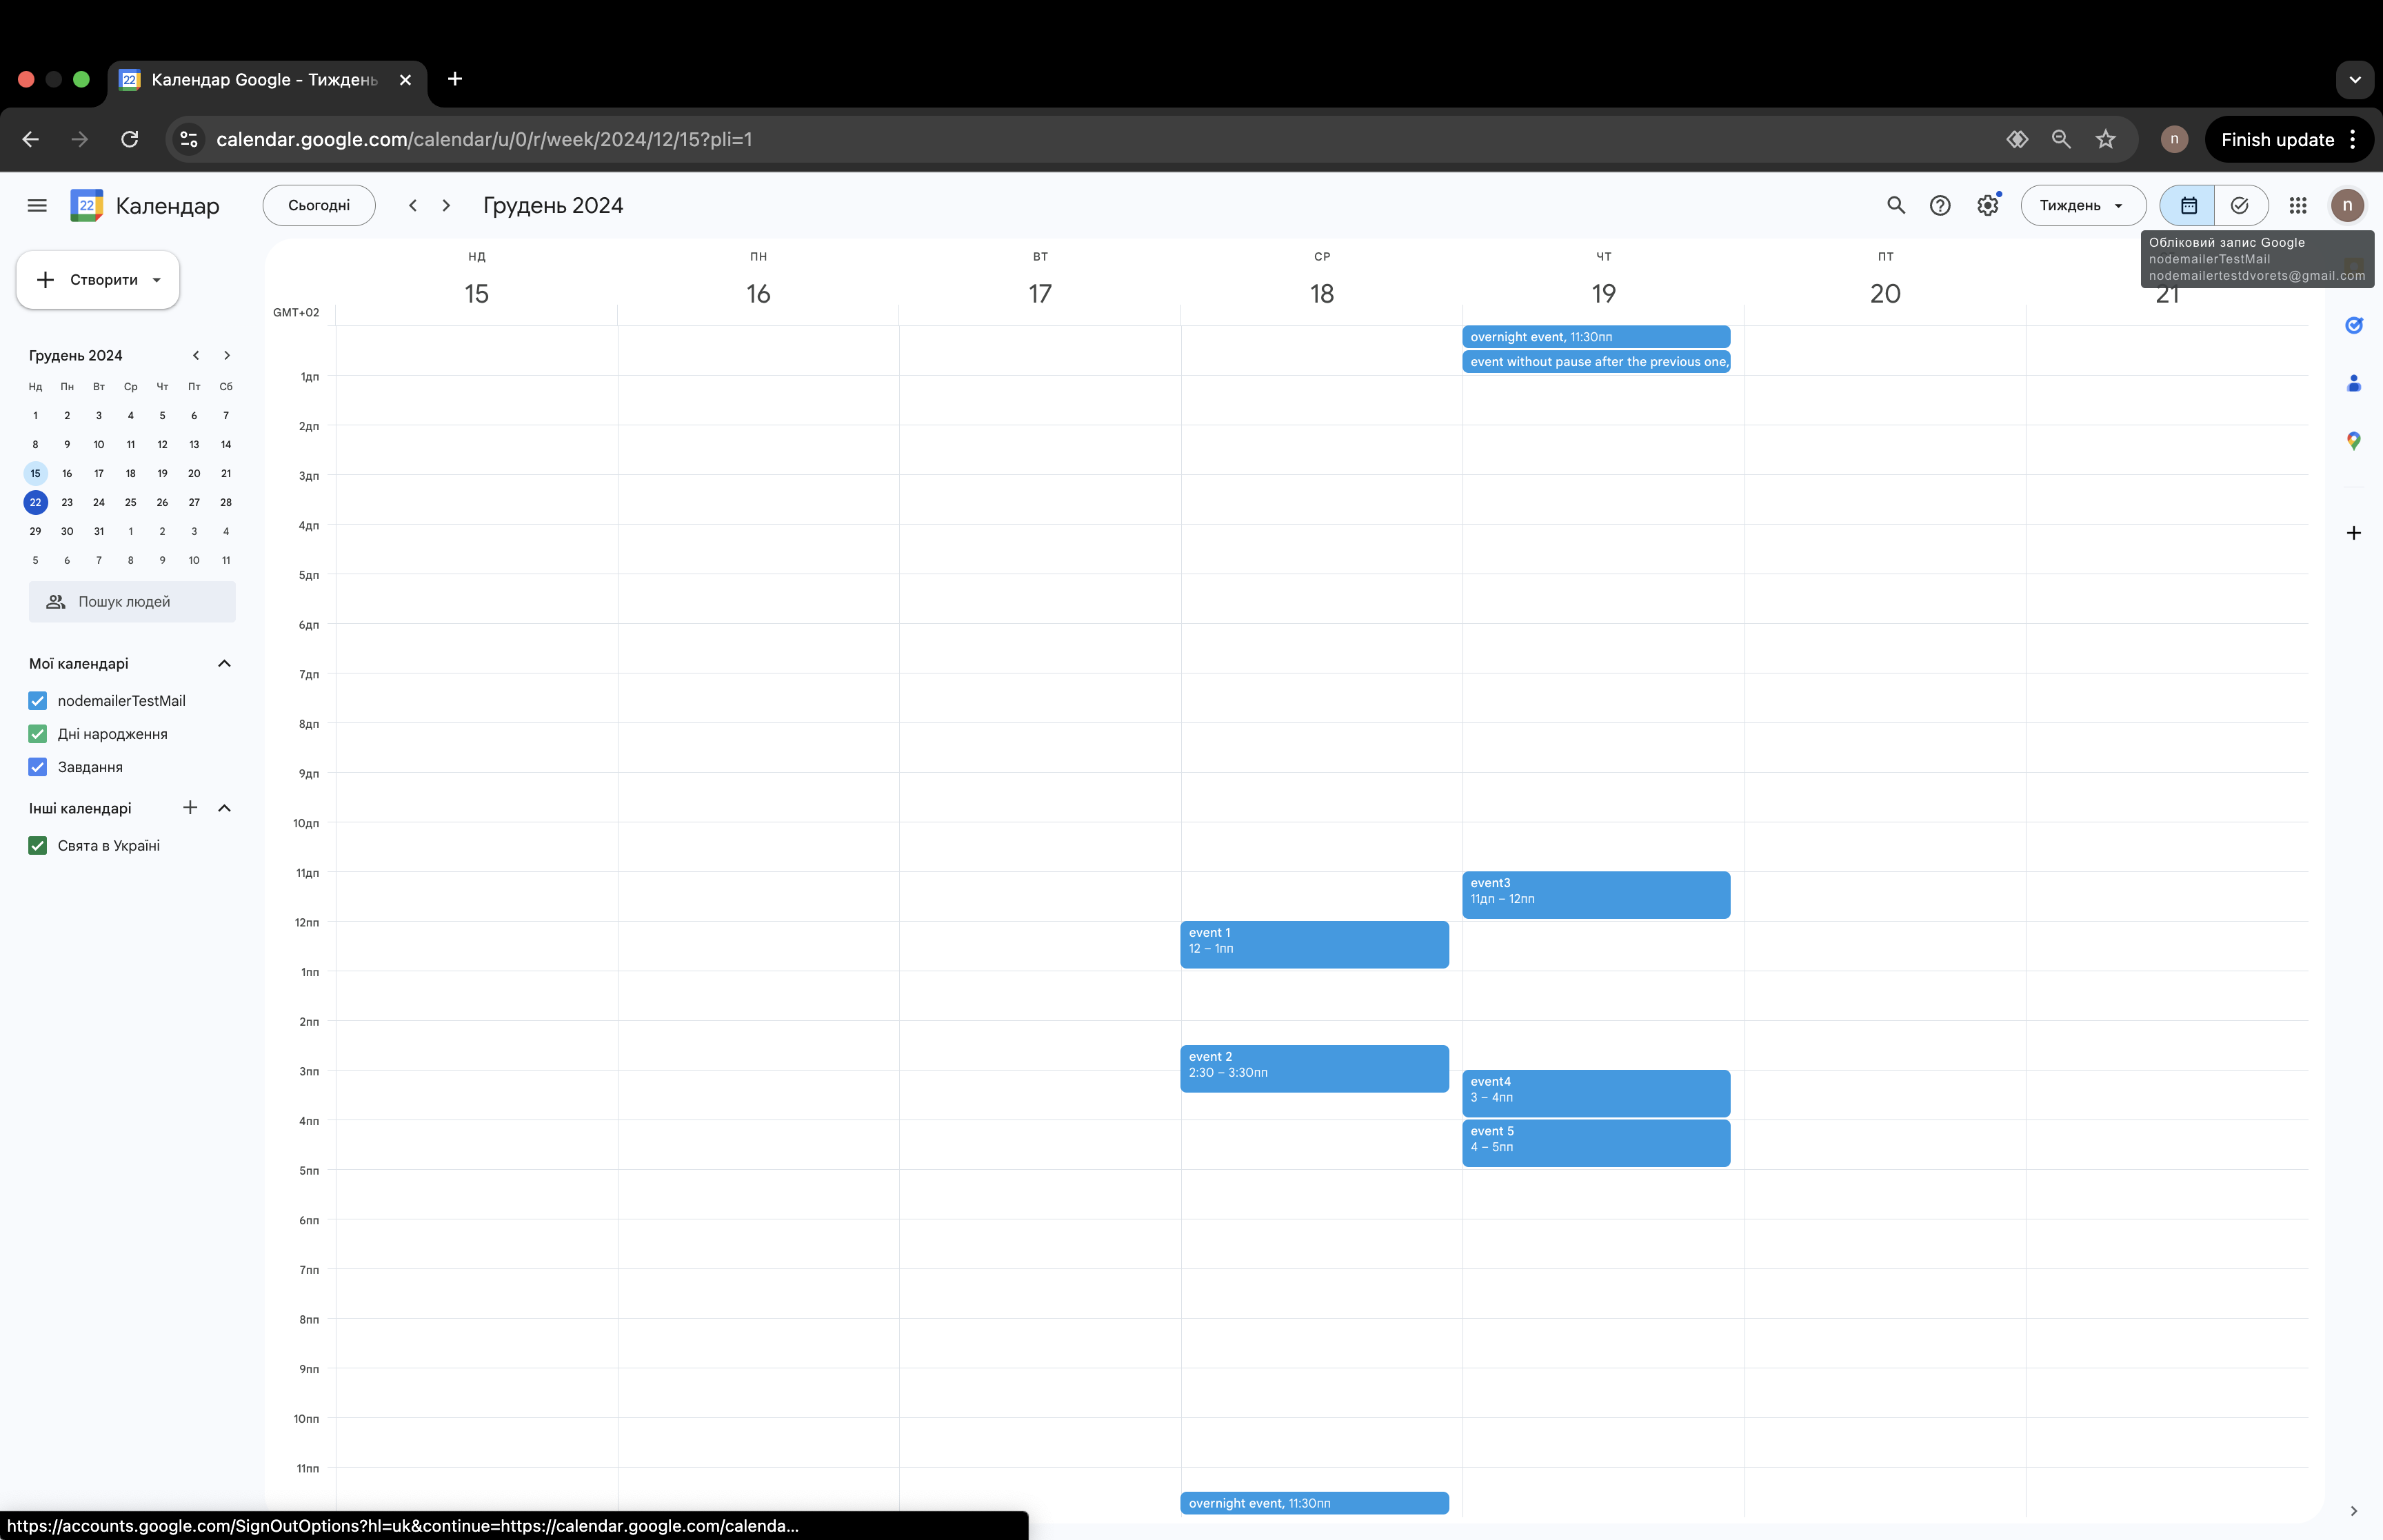 Календар Google - Тиждень
calendar.google.com/calendar/u/0/r/week/2024/12/15?pli=1
n
Finish update
22
Календар
Сьогодні
Грудень 2024
Тиждень
n
Обліковий запис Google
nodemailerTestMail
nodemailertestdvorets@gmail.com
Створити
Грудень 2024
Нд Пн Вт Ср Чт Пт Сб
1 2 3 4 5 6 7
8 9 10 11 12 13 14
15 16 17 18 19 20 21
22 23 24 25 26 27 28
29 30 31 1 2 3 4
5 6 7 8 9 10 11
Пошук людей
Мої календарі
nodemailerTestMail
Дні народження
Завдання
Інші календарі
Свята в Україні
НД ПН ВТ СР ЧТ ПТ
15 16 17 18 19 20 21
GMT+02
overnight event, 11:30пп
event without pause after the previous one,
1дп
2дп
3дп
4дп
5дп
6дп
7дп
8дп
9дп
10дп
11дп
event3
11дп – 12пп
12пп
event 1
12 – 1пп
1пп
2пп
event 2
2:30 – 3:30пп
3пп
event4
3 – 4пп
4пп
event 5
4 – 5пп
5пп
6пп
7пп
8пп
9пп
10пп
11пп
overnight event, 11:30пп
https://accounts.google.com/SignOutOptions?hl=uk&continue=https://calendar.google.com/calenda...